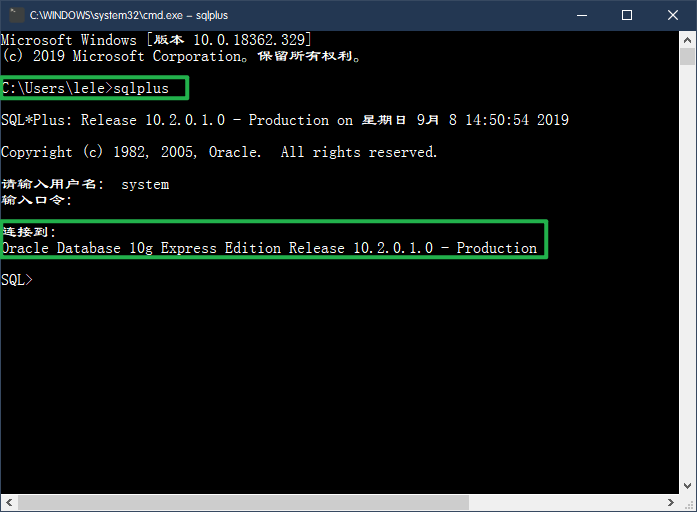 C:\WINDOWS\system32\cmd.exe - sqlplus
Microsoft Windows [版本 10.0.18362.329]
(c) 2019 Microsoft Corporation。保留所有权利。
C:\Users\lele>sqlplus
SQL*Plus: Release 10.2.0.1.0 - Production on 星期日 9月 8 14:50:54 2019
Copyright (c) 1982, 2005, Oracle.  All rights reserved.
请输入用户名:  system
输入口令:
连接到:
Oracle Database 10g Express Edition Release 10.2.0.1.0 - Production
SQL>